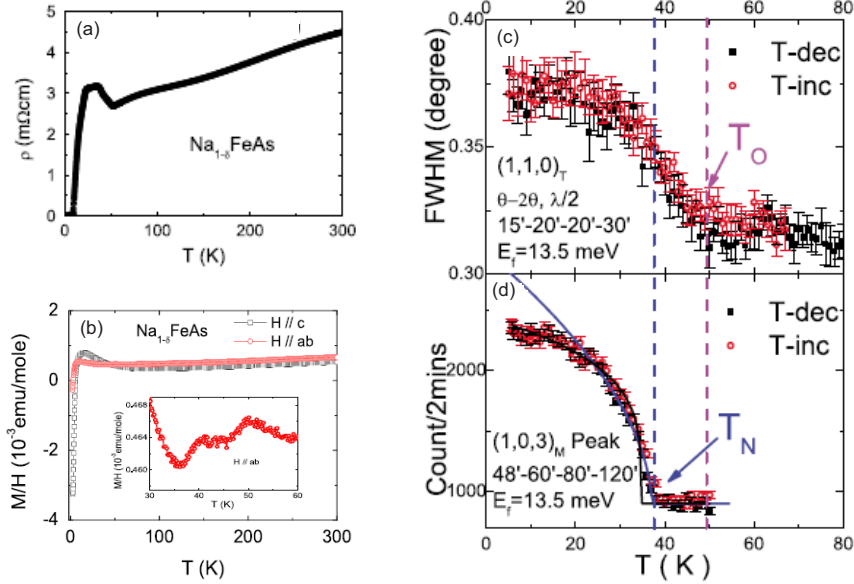 (a)
5
4
3
2
1
0
ρ (mΩcm)
Na1-δFeAs
0 100 200 300
T (K)
(b)
Na1-δFeAs
H // c
H // ab
2
0
-2
-4
M/H (10-3 emu/mole)
0.468
0.464
0.460
M/H (10-3emu/mole)
H // ab
30 40 50 60
T (K)
0 100 200 300
T (K)
0 20 40 60 80
0.40
0.35
0.30
FWHM (degree)
(c)
T-dec
T-inc
TO
(1,1,0)T
θ-2θ, λ/2
15'-20'-20'-30'
Ef=13.5 meV
(d)
T-dec
T-inc
2000
1000
Count/2mins
TN
(1,0,3)M Peak
48'-60'-80'-120'
Ef=13.5 meV
0 20 40 60 80
T ( K )